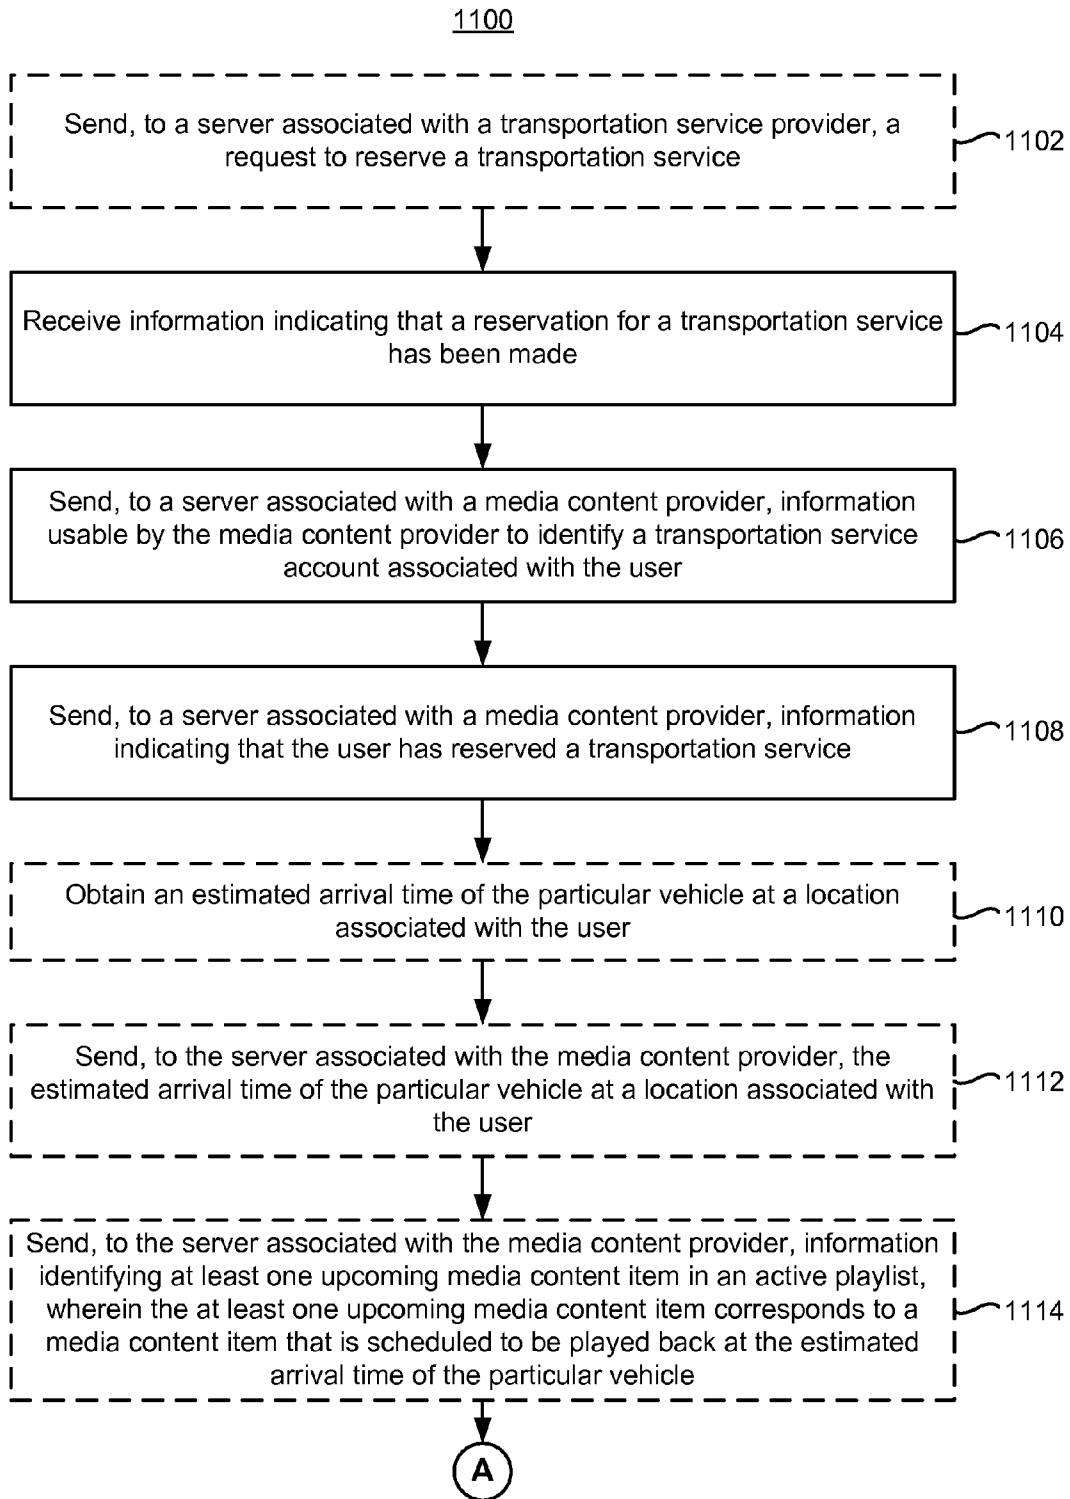 1100
Send, to a server associated with a transportation service provider, a
request to reserve a transportation service
1102
Receive information indicating that a reservation for a transportation service
has been made
1104
Send, to a server associated with a media content provider, information
usable by the media content provider to identify a transportation service
account associated with the user
1106
Send, to a server associated with a media content provider, information
indicating that the user has reserved a transportation service
1108
Obtain an estimated arrival time of the particular vehicle at a location
associated with the user
1110
Send, to the server associated with the media content provider, the
estimated arrival time of the particular vehicle at a location associated with
the user
1112
Send, to the server associated with the media content provider, information
identifying at least one upcoming media content item in an active playlist,
wherein the at least one upcoming media content item corresponds to a
media content item that is scheduled to be played back at the estimated
arrival time of the particular vehicle
1114
A